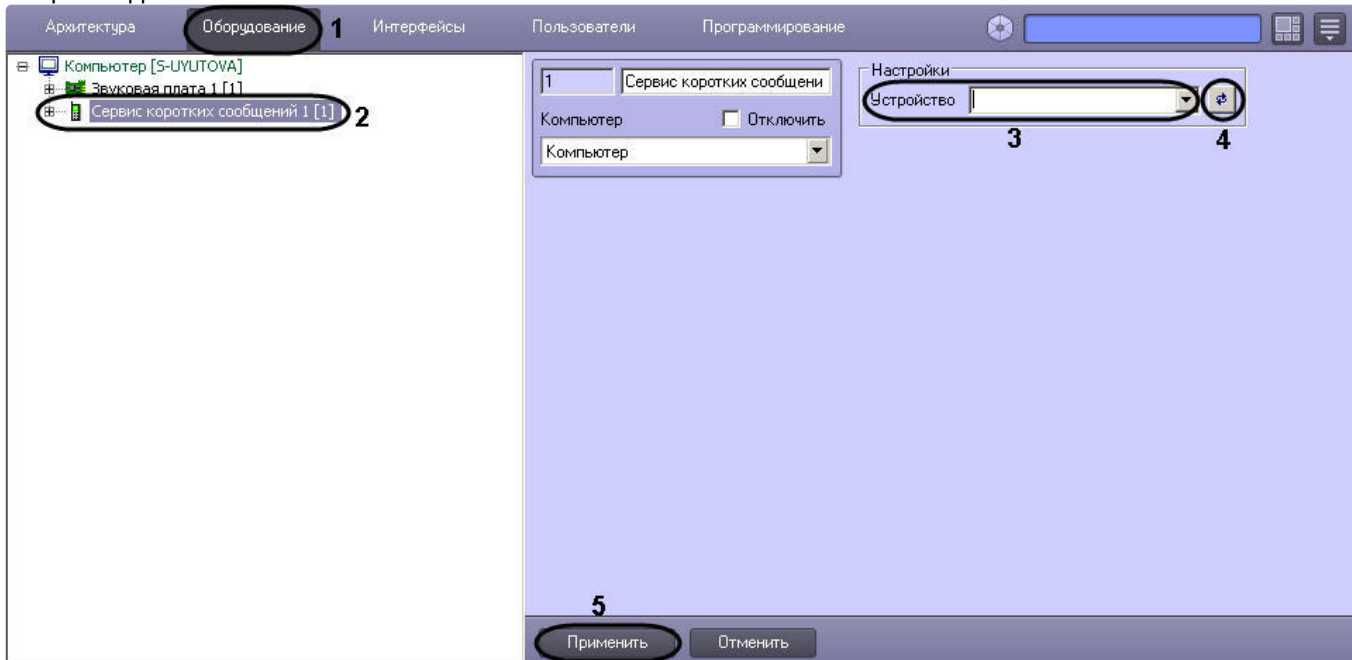 Архитектура Оборудование 1 Интерфейсы Пользователи Программирование
Компьютер [S-UYUTOVA]
Звуковая плата 1 [1]
Сервис коротких сообщений 1 [1] 2
1 Сервис коротких сообщени
Компьютер Отключить
Компьютер
Настройки
Устройство
3 4
5
Применить Отменить